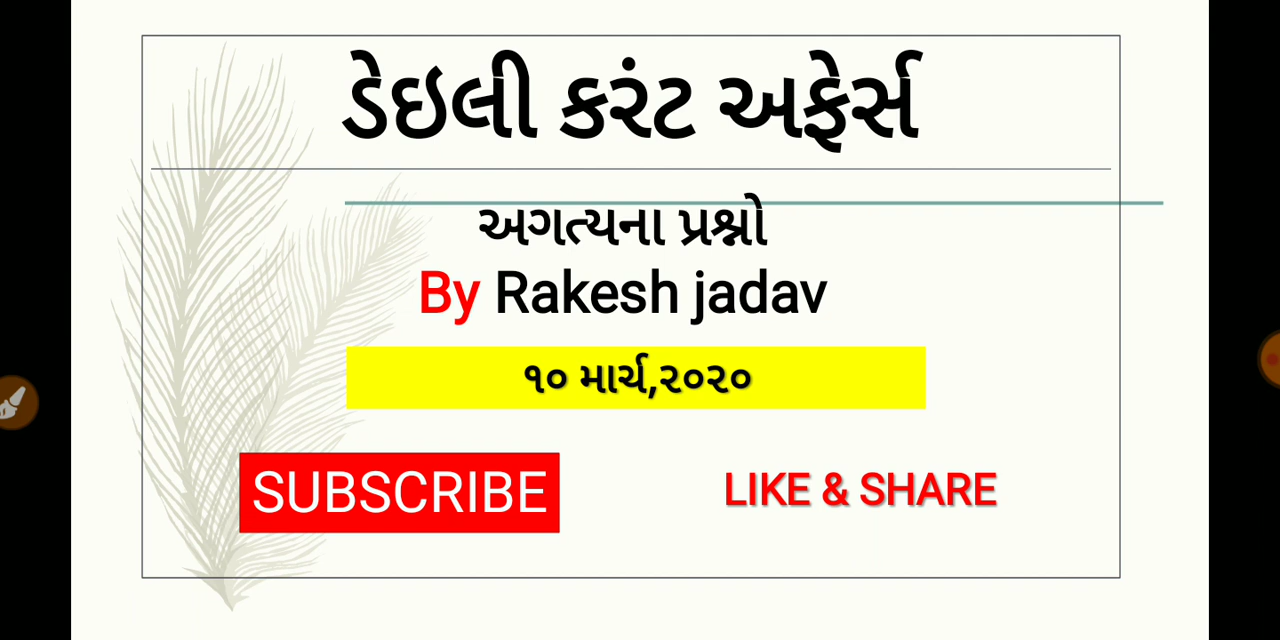 ડેઇલી કરંટ અફેર્સ
અગત્યના પ્રશ્નો
By Rakesh jadav
૧૦ માર્ચ,૨૦૨૦
SUBSCRIBE
LIKE & SHARE